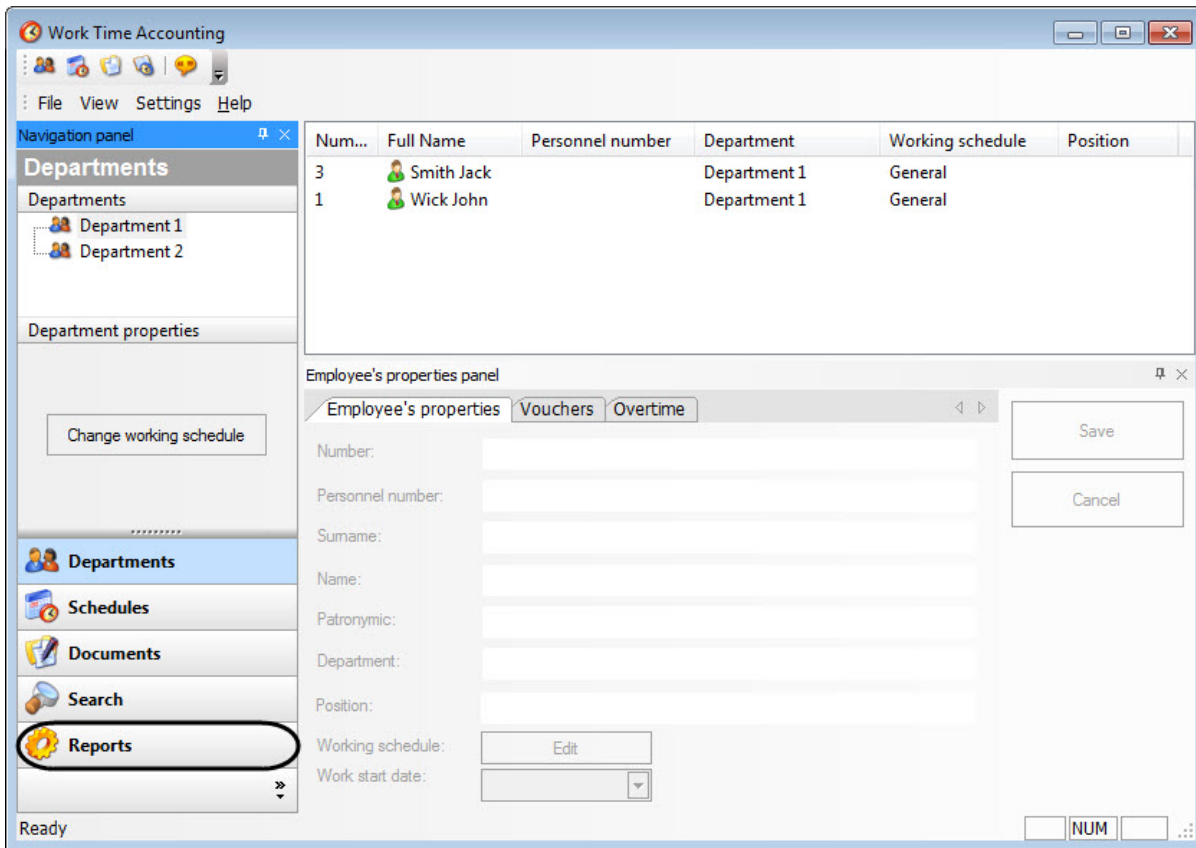 Work Time Accounting
File View Settings Help
Navigation panel
Departments
Departments
Department 1
Department 2
Department properties
Change working schedule
Departments
Schedules
Documents
Search
Reports
Num... Full Name Personnel number Department Working schedule Position
3 Smith Jack Department 1 General
1 Wick John Department 1 General
Employee's properties panel
Employee's properties Vouchers Overtime
Number:
Personnel number:
Surname:
Name:
Patronymic:
Department:
Position:
Working schedule: Edit
Work start date:
Save
Cancel
Ready
NUM